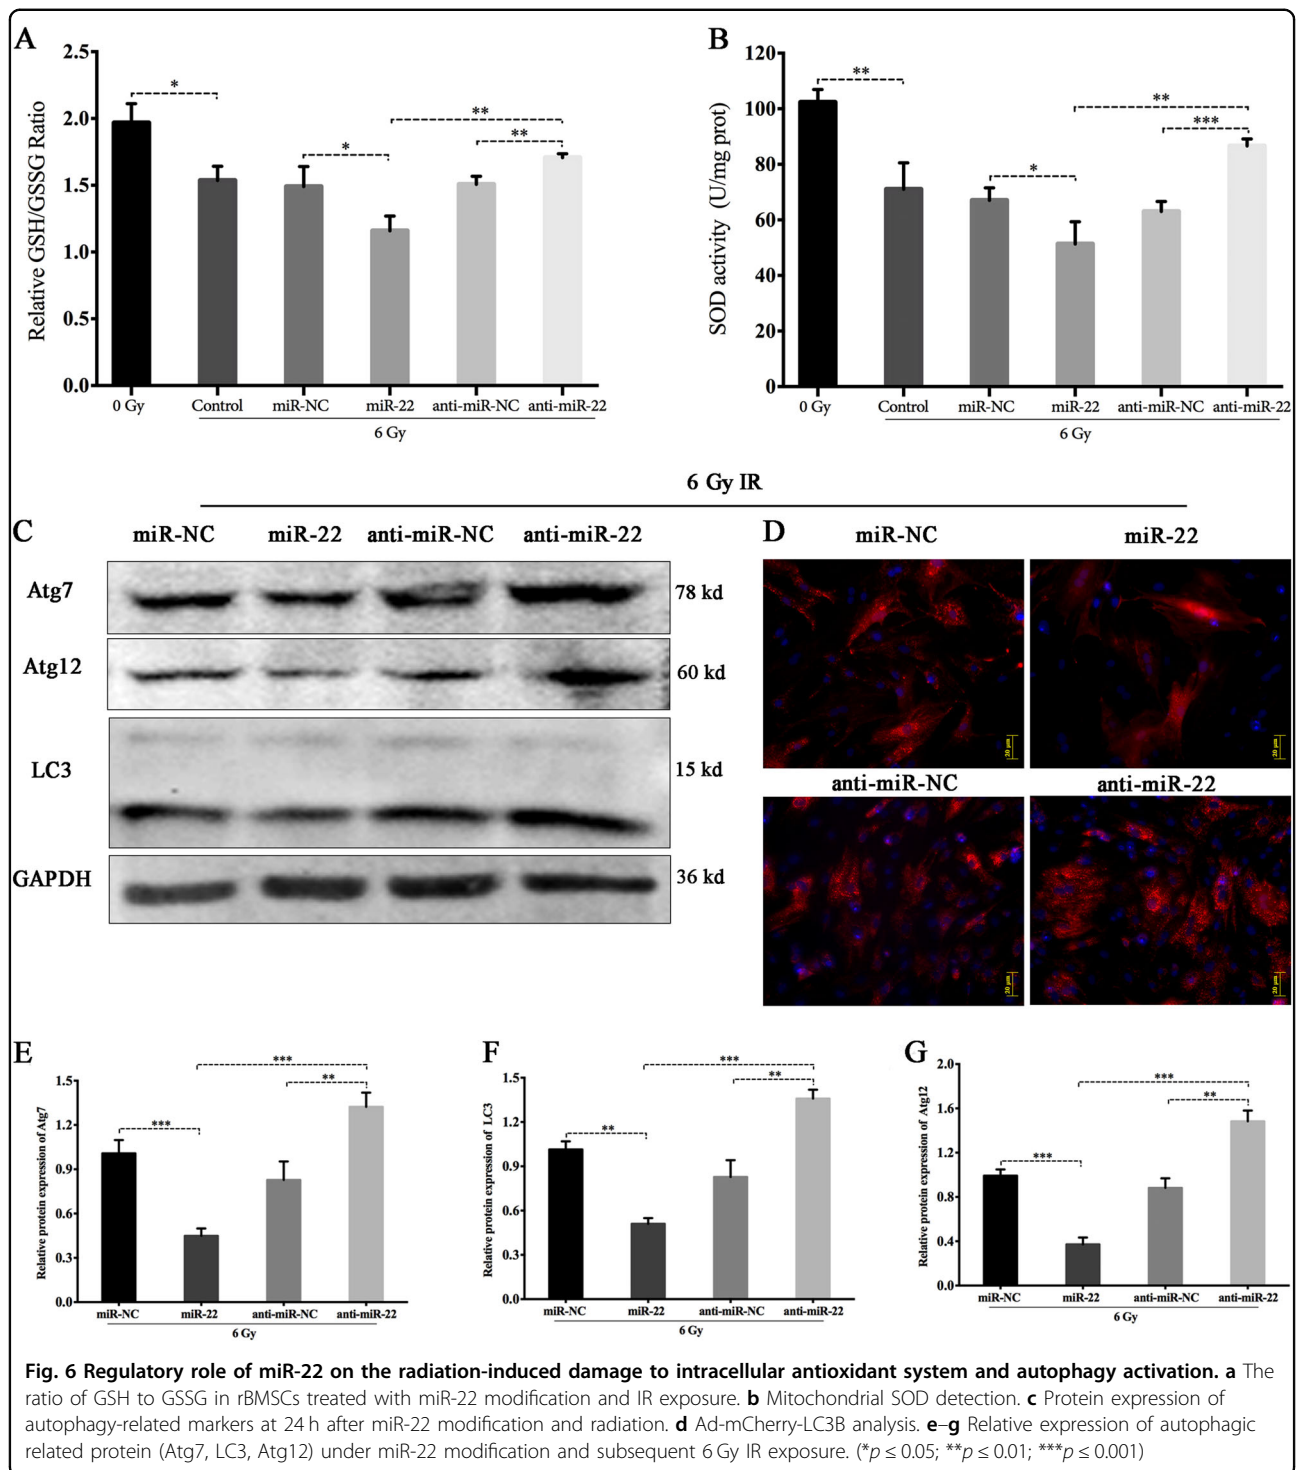 A
2.5
2.0
1.5
1.0
0.5
0.0
Relative GSH/GSSG Ratio
*
*
**
**
0 Gy Control miR-NC miR-22 anti-miR-NC anti-miR-22
6 Gy
B
120
100
80
60
40
20
0
SOD activity (U/mg prot)
**
*
**
***
0 Gy Control miR-NC miR-22 anti-miR-NC anti-miR-22
6 Gy
6 Gy IR
C
miR-NC miR-22 anti-miR-NC anti-miR-22
Atg7 78 kd
Atg12 60 kd
LC3 15 kd
GAPDH 36 kd
D
miR-NC miR-22
20 μm
20 μm
anti-miR-NC anti-miR-22
20 μm
20 μm
E
1.5
1.2
0.9
0.6
0.3
0.0
Relative protein expression of Atg7
***
***
**
miR-NC miR-22 anti-miR-NC anti-miR-22
6 Gy
F
1.5
1.2
0.9
0.6
0.3
0.0
Relative protein expression of LC3
**
***
**
miR-NC miR-22 anti-miR-NC anti-miR-22
6 Gy
G
2.0
1.6
1.2
0.8
0.4
0.0
Relative protein expression of Atg12
***
***
**
miR-NC miR-22 anti-miR-NC anti-miR-22
6 Gy
Fig. 6 Regulatory role of miR-22 on the radiation-induced damage to intracellular antioxidant system and autophagy activation. a The
ratio of GSH to GSSG in rBMSCs treated with miR-22 modification and IR exposure. b Mitochondrial SOD detection. c Protein expression of
autophagy-related markers at 24 h after miR-22 modification and radiation. d Ad-mCherry-LC3B analysis. e–g Relative expression of autophagic
related protein (Atg7, LC3, Atg12) under miR-22 modification and subsequent 6 Gy IR exposure. (*p ≤ 0.05; **p ≤ 0.01; ***p ≤ 0.001)